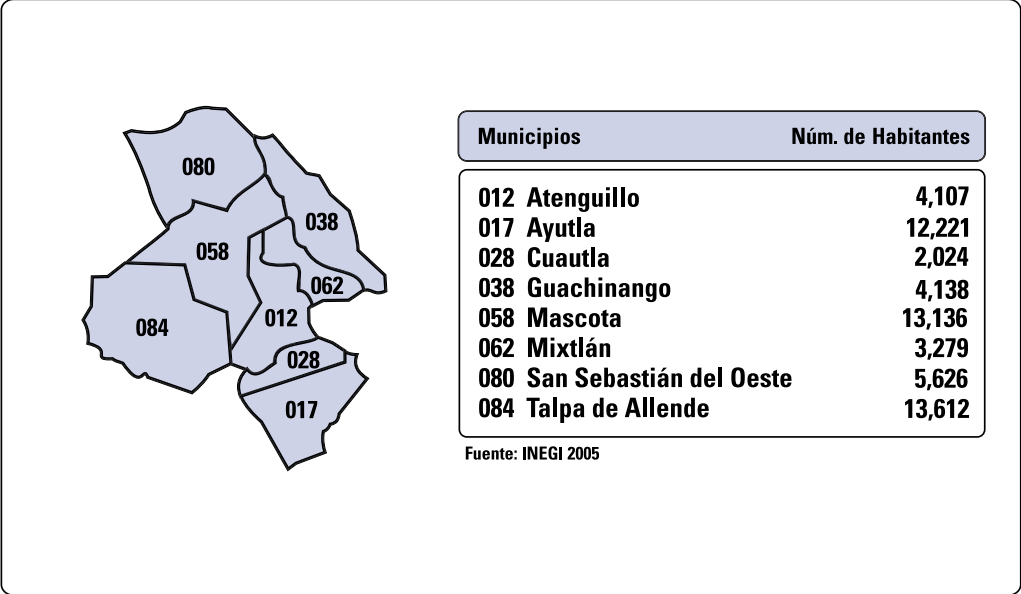 080
038
058
062
012
084
028
017
Municipios Núm. de Habitantes
012 Atenguillo 4,107
017 Ayutla 12,221
028 Cuautla 2,024
038 Guachinango 4,138
058 Mascota 13,136
062 Mixtlán 3,279
080 San Sebastián del Oeste 5,626
084 Talpa de Allende 13,612
Fuente: INEGI 2005